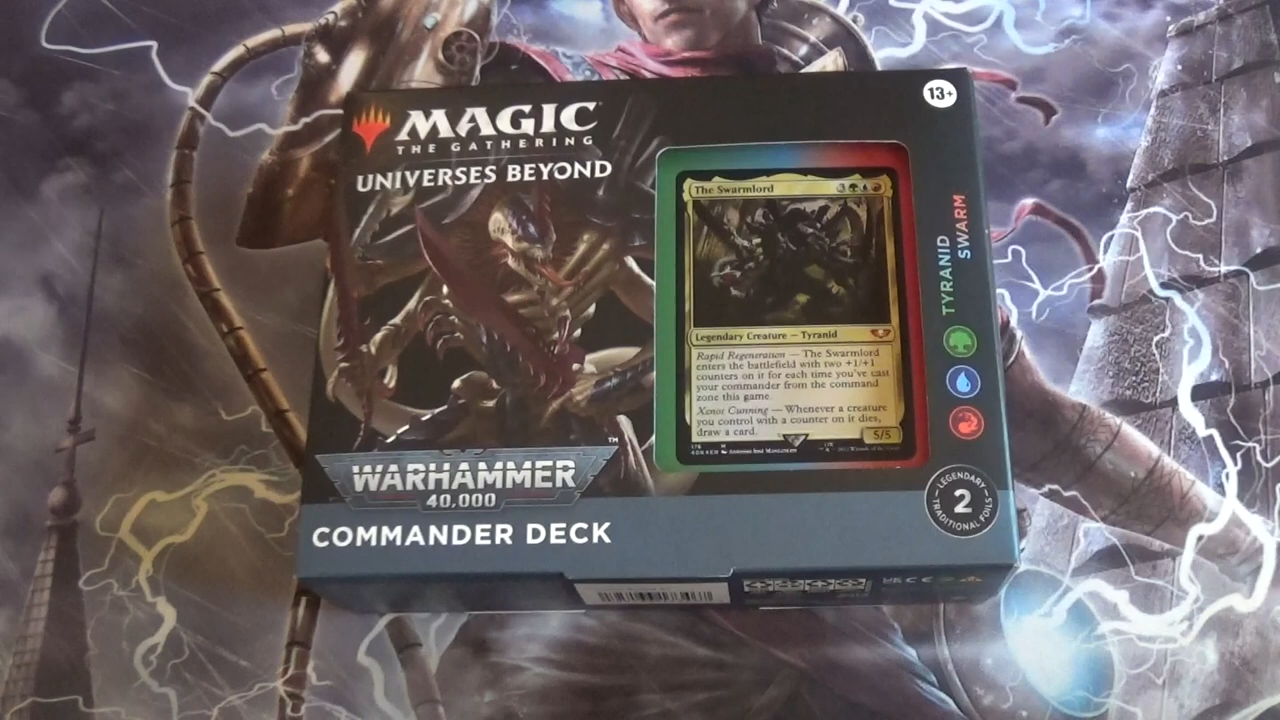 13+
MAGIC
THE GATHERING
UNIVERSES BEYOND
The Swarmlord 3
Legendary Creature — Tyranid
Rapid Regeneration — The Swarmlord
enters the battlefield with two +1/+1
counters on it for each time you've cast
your commander from the command
zone this game.
Xenos Cunning — Whenever a creature
you control with a counter on it dies,
draw a card.
5/5
TYRANID
SWARM
WARHAMMER
40,000
™
COMMANDER DECK
LEGENDARY
2
TRADITIONAL FOILS